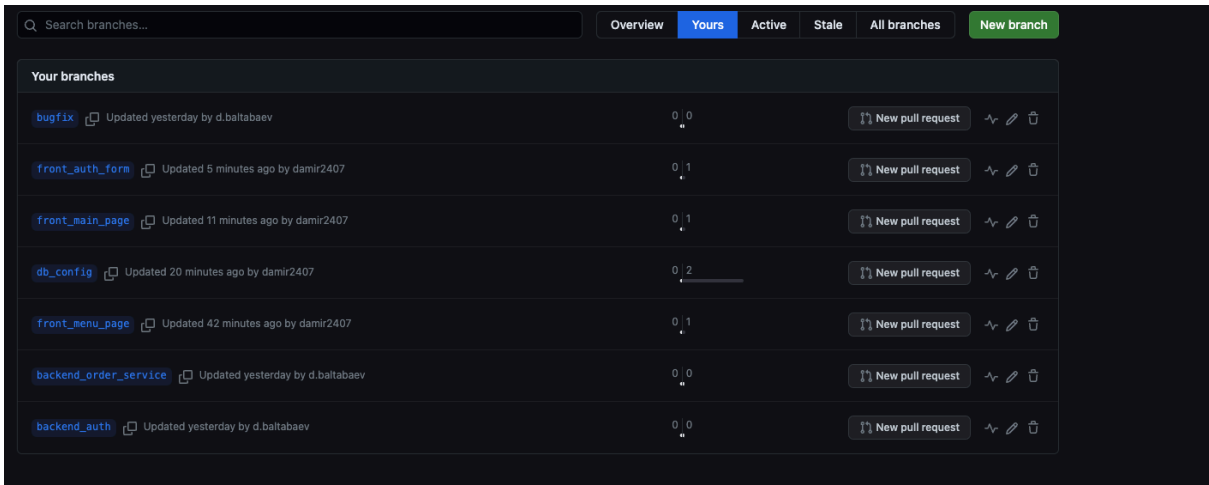 Search branches... Overview Yours Active Stale All branches New branch
Your branches
bugfix Updated yesterday by d.baltabaev 0 0 New pull request
front_auth_form Updated 5 minutes ago by damir2407 0 1 New pull request
front_main_page Updated 11 minutes ago by damir2407 0 1 New pull request
db_config Updated 20 minutes ago by damir2407 0 2 New pull request
front_menu_page Updated 42 minutes ago by damir2407 0 1 New pull request
backend_order_service Updated yesterday by d.baltabaev 0 0 New pull request
backend_auth Updated yesterday by d.baltabaev 0 0 New pull request